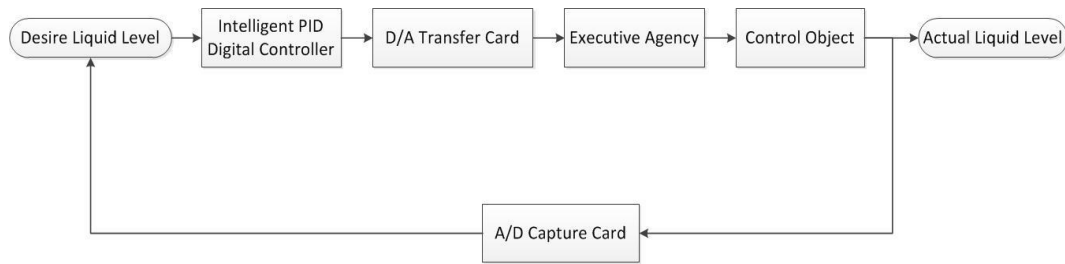 Desire Liquid Level
Intelligent PID
Digital Controller
D/A Transfer Card
Executive Agency
Control Object
Actual Liquid Level
A/D Capture Card